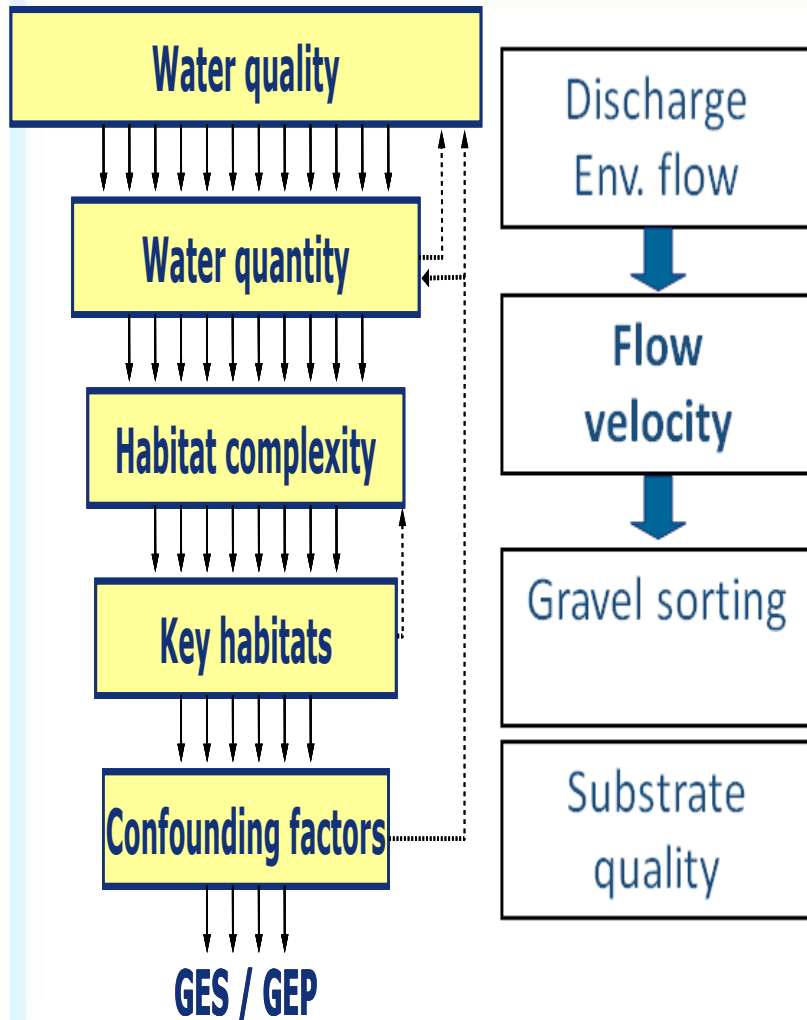 Water quality
Water quantity
Habitat complexity
Key habitats
Confounding factors
GES / GEP
Discharge
Env. flow
Flow
velocity
Gravel sorting
Substrate
quality